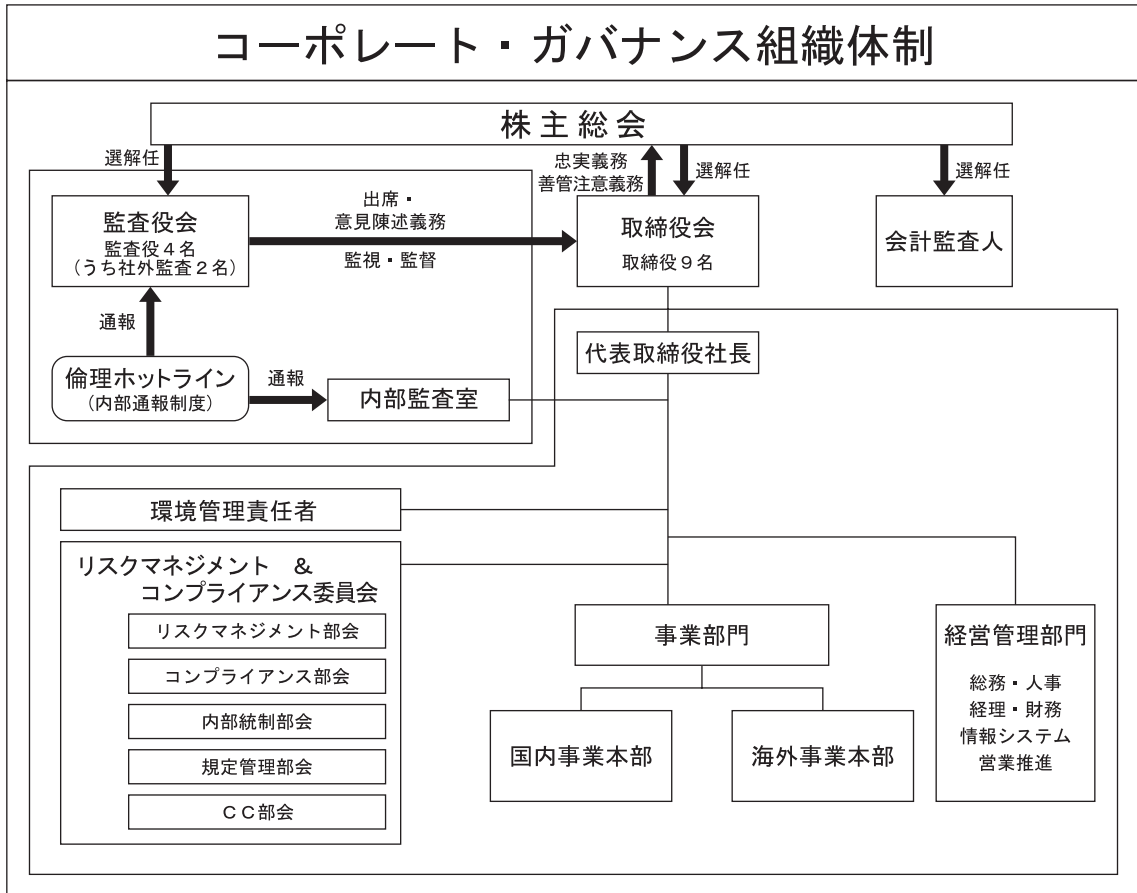 コーポレート・ガバナンス組織体制
株主総会
選解任
忠実義務
善管注意義務
選解任
選解任
監査役会
監査役４名
（うち社外監査２名）
出席・
意見陳述義務
監視・監督
取締役会
取締役９名
会計監査人
通報
代表取締役社長
倫理ホットライン
（内部通報制度）
通報
内部監査室
環境管理責任者
リスクマネジメント　＆
コンプライアンス委員会
リスクマネジメント部会
コンプライアンス部会
内部統制部会
規定管理部会
ＣＣ部会
事業部門
国内事業本部
海外事業本部
経営管理部門
総務・人事
経理・財務
情報システム
営業推進